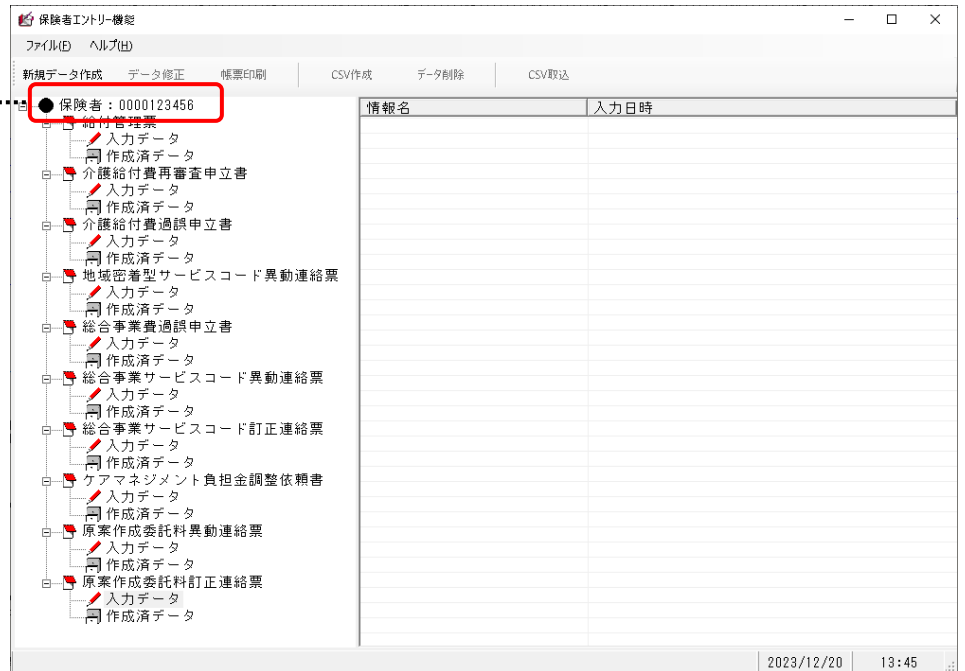 保険者エントリー機能
ファイル(F) ヘルプ(H)
新規データ作成 データ修正 帳票印刷 CSV作成 データ削除 CSV取込
保険者：0000123456
給付管理票
入力データ
作成済データ
介護給付費再審査申立書
入力データ
作成済データ
介護給付費過誤申立書
入力データ
作成済データ
地域密着型サービスコード異動連絡票
入力データ
作成済データ
総合事業費過誤申立書
入力データ
作成済データ
総合事業サービスコード異動連絡票
入力データ
作成済データ
総合事業サービスコード訂正連絡票
入力データ
作成済データ
ケアマネジメント負担金調整依頼書
入力データ
作成済データ
原案作成委託料異動連絡票
入力データ
作成済データ
原案作成委託料訂正連絡票
入力データ
作成済データ
情報名 入力日時
2023/12/20 13:45